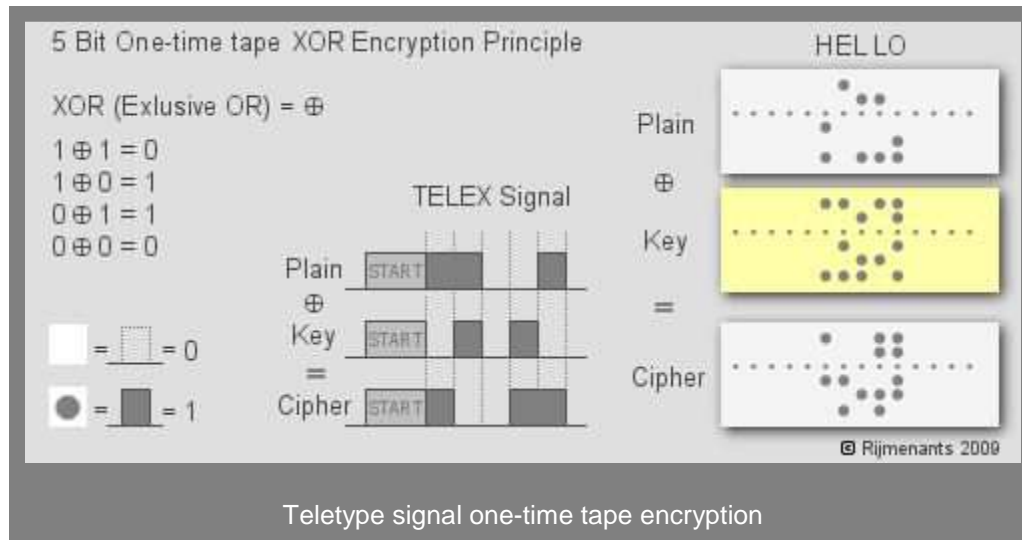 5 Bit One-time tape XOR Encryption Principle
HELLO
XOR (Exlusive OR) = ⊕
1 ⊕ 1 = 0
1 ⊕ 0 = 1
0 ⊕ 1 = 1
0 ⊕ 0 = 0
TELEX Signal
Plain START
⊕
Key START
=
Cipher START
= = 0
= = 1
Plain
⊕
Key
=
Cipher
© Rijmenants 2009
Teletype signal one-time tape encryption